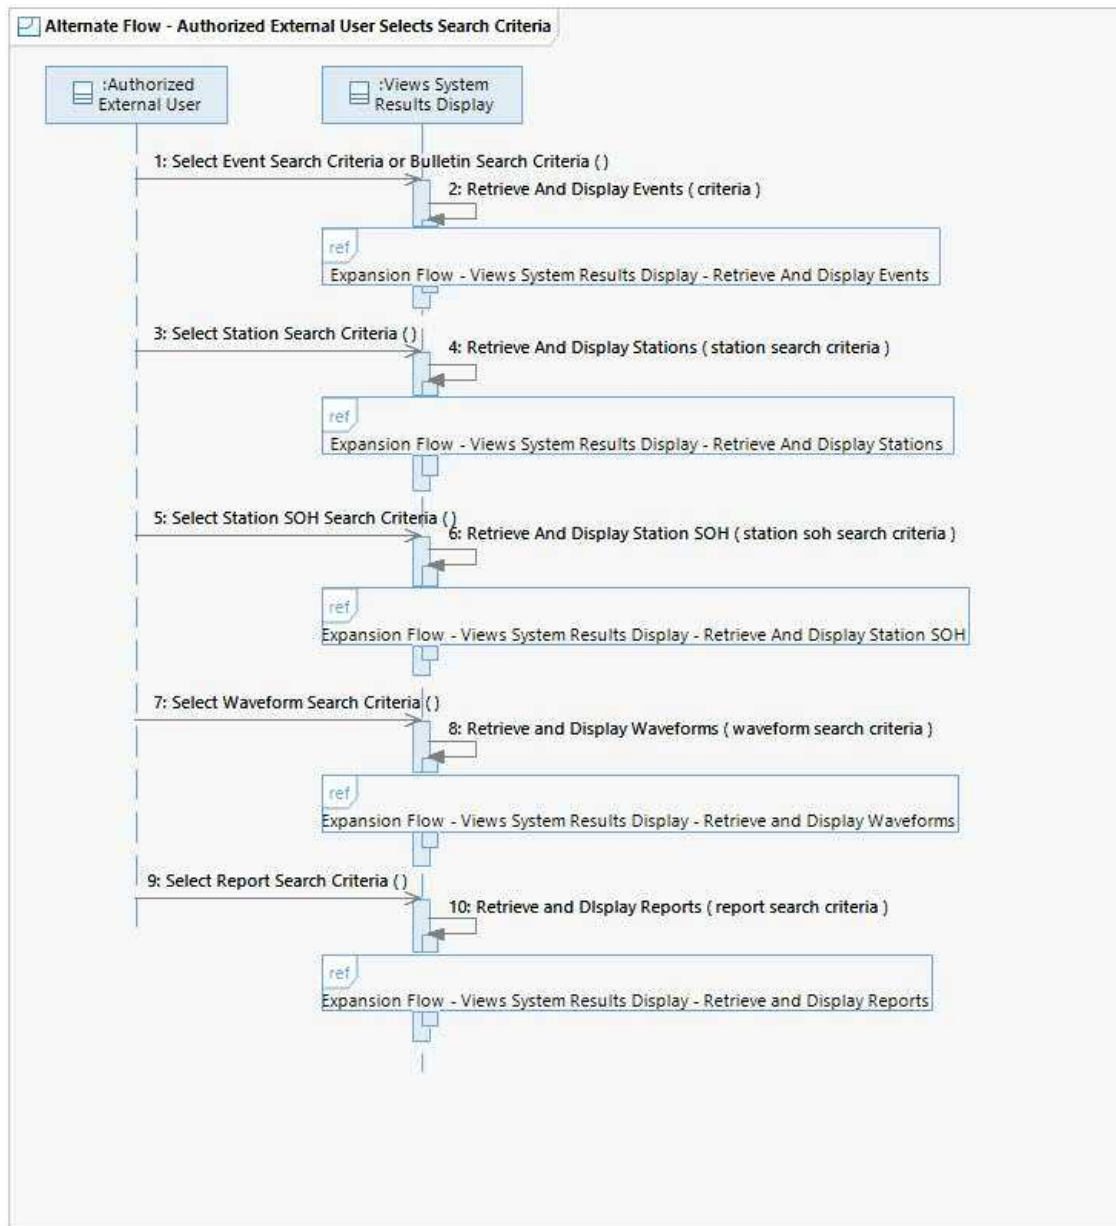 Alternate Flow - Authorized External User Selects Search Criteria
:Authorized
External User
:Views System
Results Display
1: Select Event Search Criteria or Bulletin Search Criteria ( )
2: Retrieve And Display Events ( criteria )
ref
Expansion Flow - Views System Results Display - Retrieve And Display Events
3: Select Station Search Criteria ( )
4: Retrieve And Display Stations ( station search criteria )
ref
Expansion Flow - Views System Results Display - Retrieve And Display Stations
5: Select Station SOH Search Criteria ( )
6: Retrieve And Display Station SOH ( station soh search criteria )
ref
Expansion Flow - Views System Results Display - Retrieve And Display Station SOH
7: Select Waveform Search Criteria ( )
8: Retrieve and Display Waveforms ( waveform search criteria )
ref
Expansion Flow - Views System Results Display - Retrieve and Display Waveforms
9: Select Report Search Criteria ( )
10: Retrieve and DIsplay Reports ( report search criteria )
ref
Expansion Flow - Views System Results Display - Retrieve and Display Reports